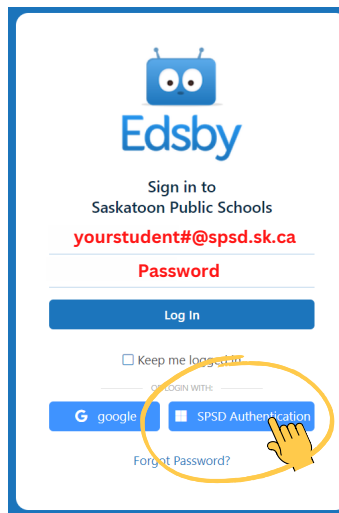 Edsby
Sign in to
Saskatoon Public Schools
yourstudent#@spsd.sk.ca
Password
Log In
Keep me logged in
OR LOGIN WITH:
G google
SPSD Authentication
Forgot Password?